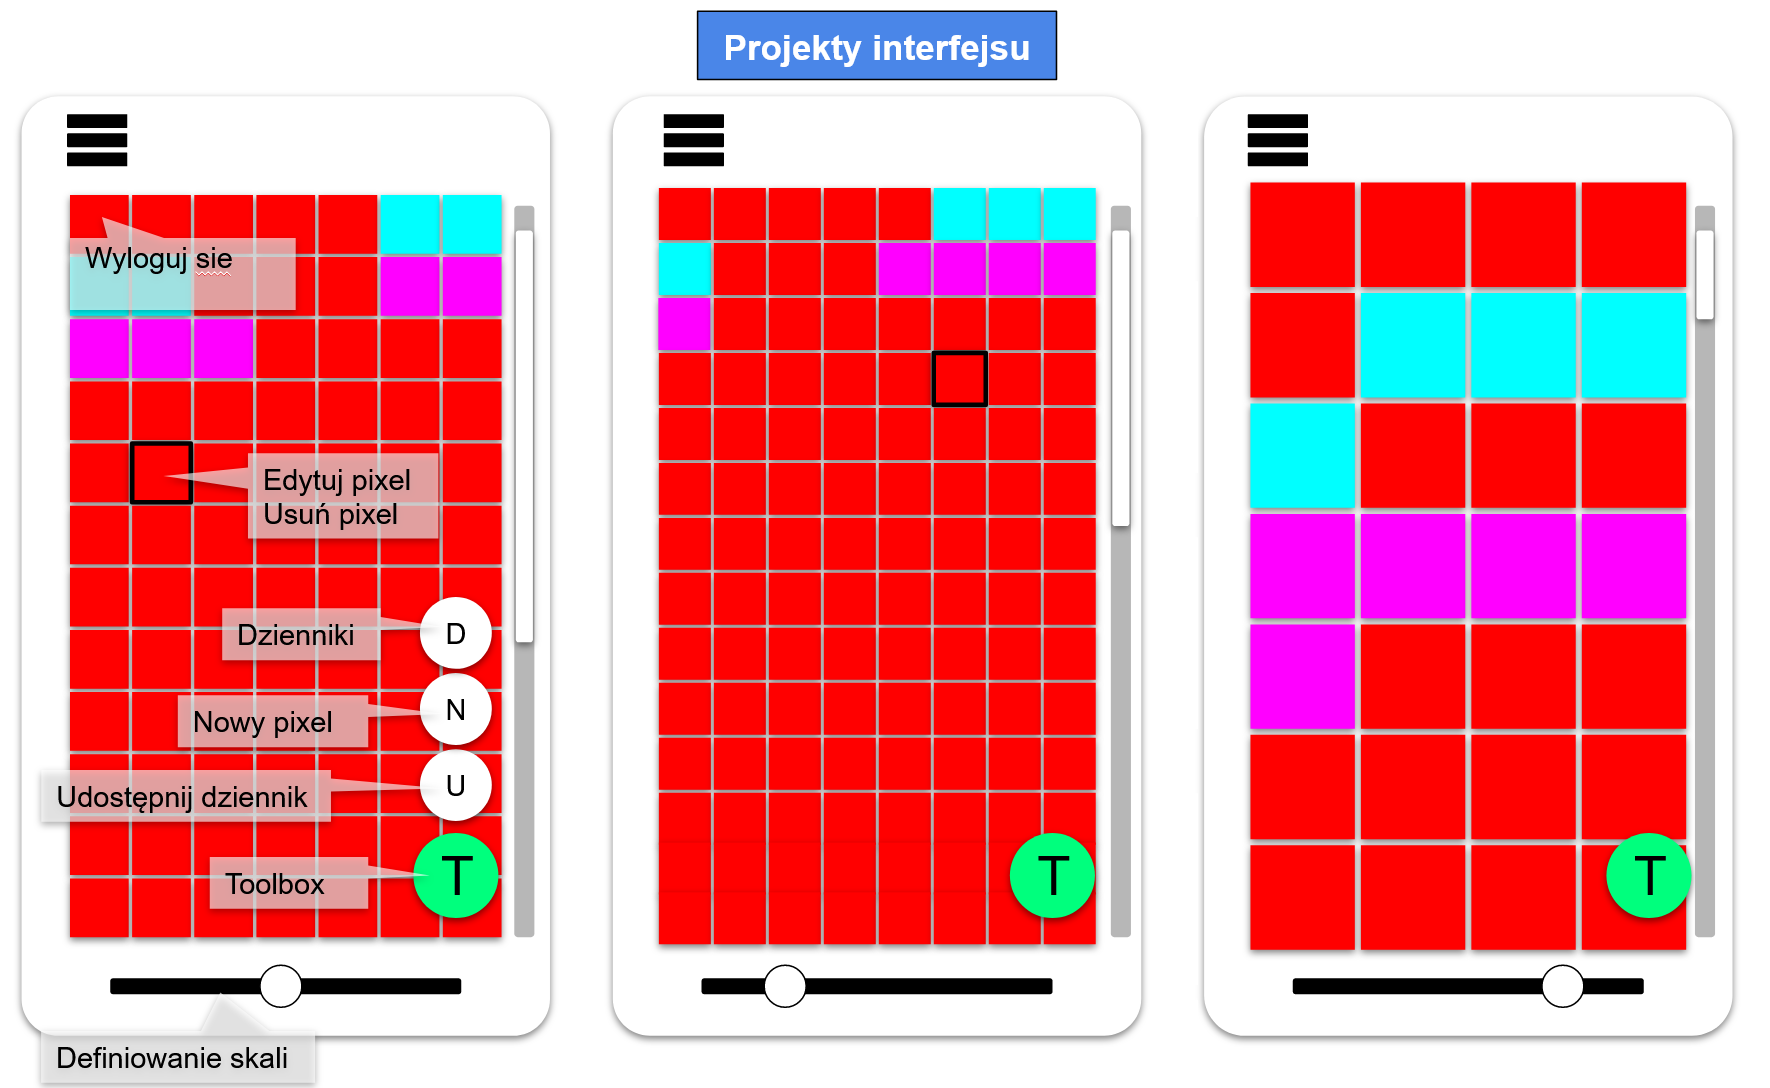 Projekty interfejsu
Wyloguj sie
Edytuj pixel
Usuń pixel
Dzienniki
D
Nowy pixel
N
Udostępnij dziennik
U
Toolbox
T
Definiowanie skali
T
T